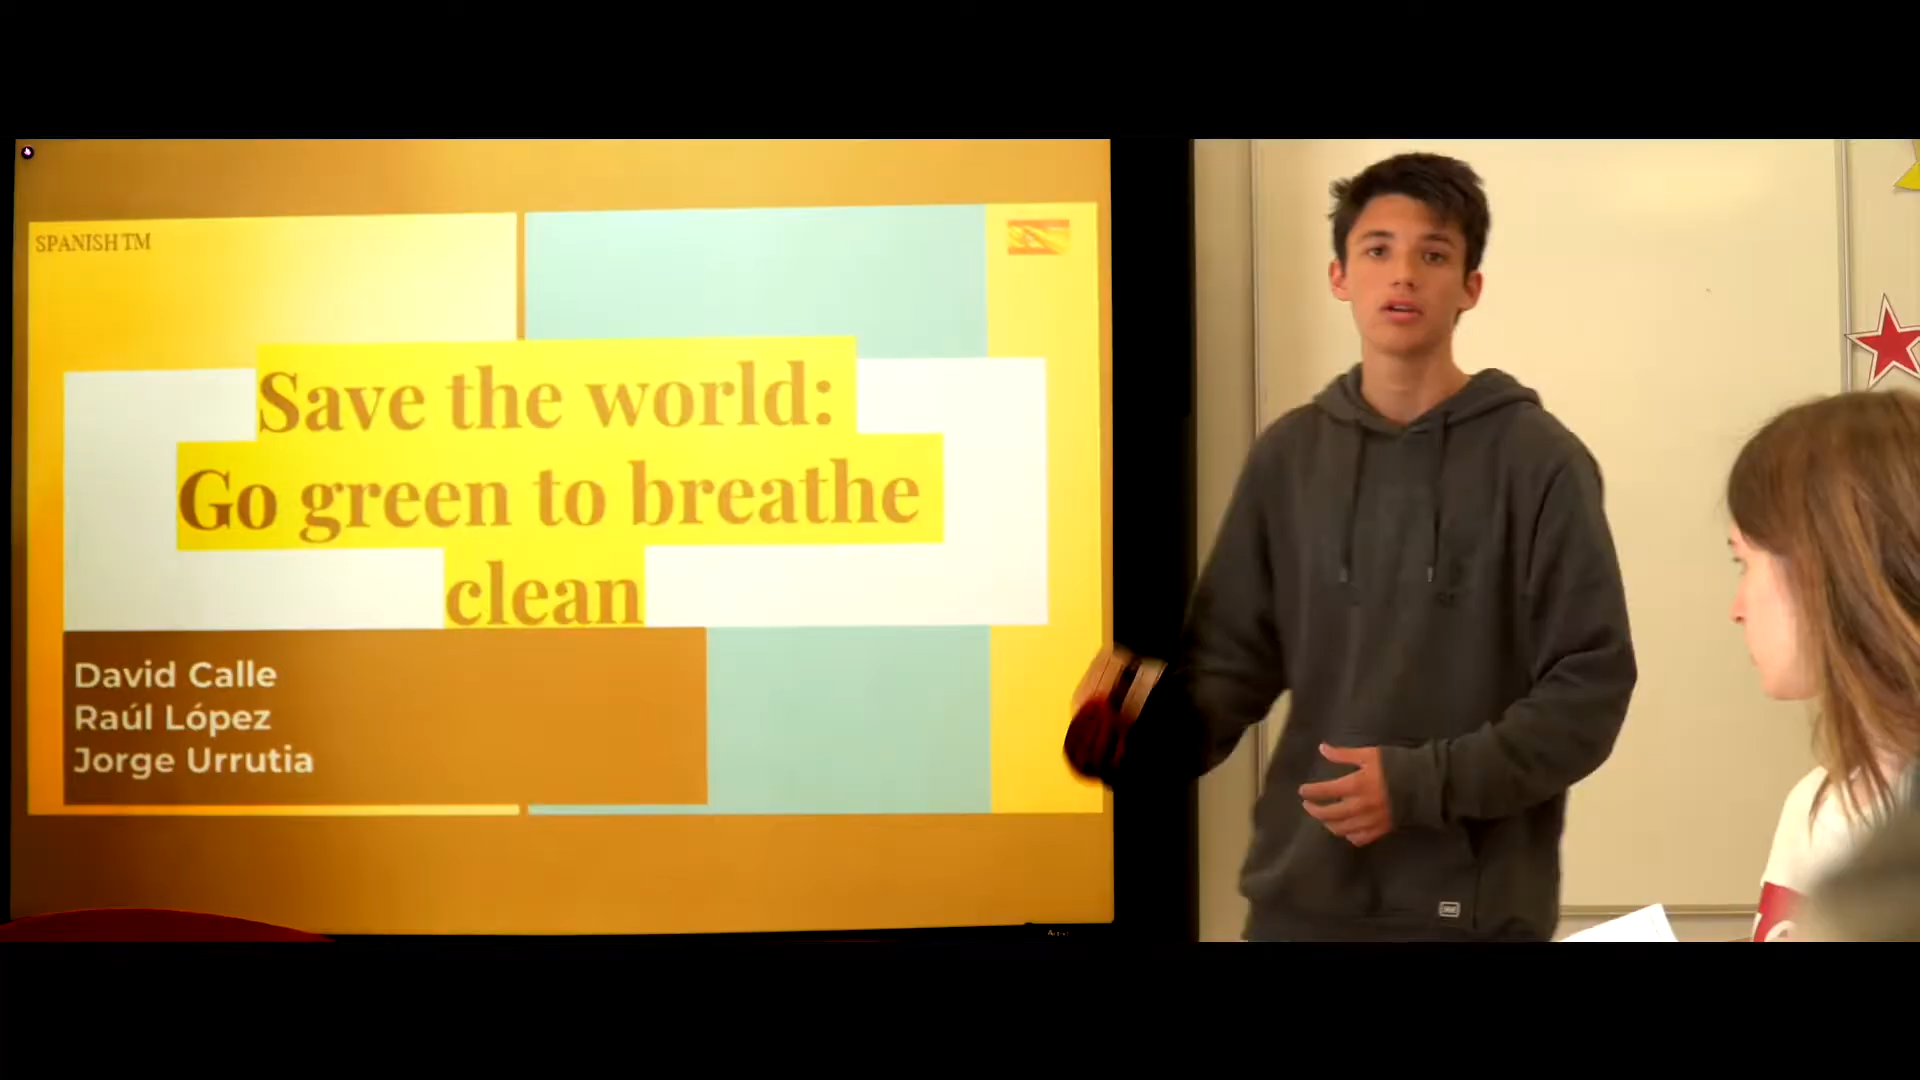 SPANISH TM
Save the world:
Go green to breathe
clean
David Calle
Raúl López
Jorge Urrutia